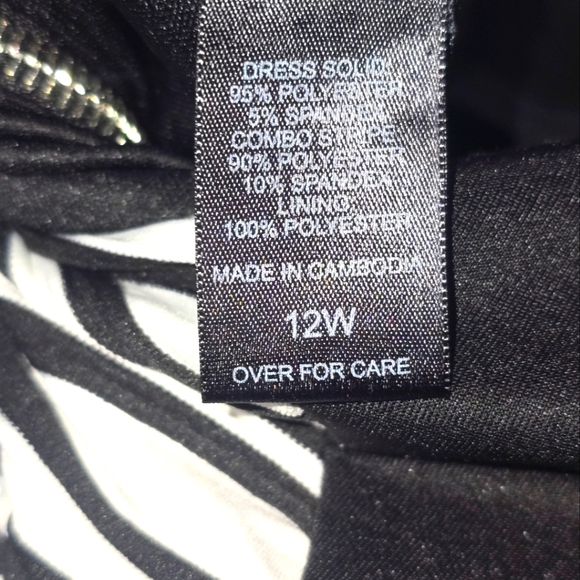 DRESS SOLID
95% POLYESTER
5% SPANDEX
COMBO STRIPE
90% POLYESTER
10% SPANDEX
LINING
100% POLYESTER
MADE IN CAMBODIA
12W
OVER FOR CARE